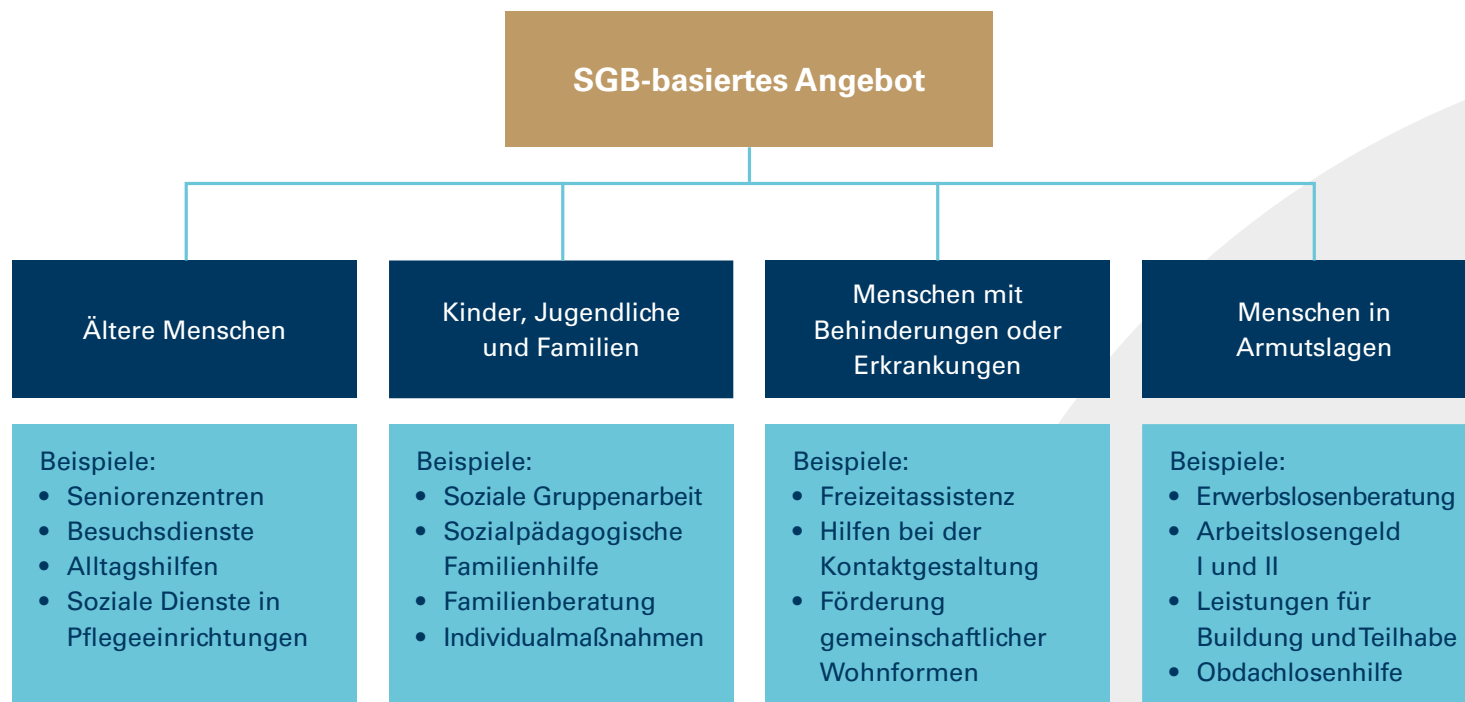 SGB-basiertes Angebot
Ältere Menschen
Kinder, Jugendliche
und Familien
Menschen mit
Behinderungen oder
Erkrankungen
Menschen in
Armutslagen
Beispiele:
• Seniorenzentren
• Besuchsdienste
• Alltagshilfen
• Soziale Dienste in
Pflegeeinrichtungen
Beispiele:
• Soziale Gruppenarbeit
• Sozialpädagogische
Familienhilfe
• Familienberatung
• Individualmaßnahmen
Beispiele:
• Freizeitassistenz
• Hilfen bei der
Kontaktgestaltung
• Förderung
gemeinschaftlicher
Wohnformen
Beispiele:
• Erwerbslosenberatung
• Arbeitslosengeld
I und II
• Leistungen für
Buildung und Teilhabe
• Obdachlosenhilfe